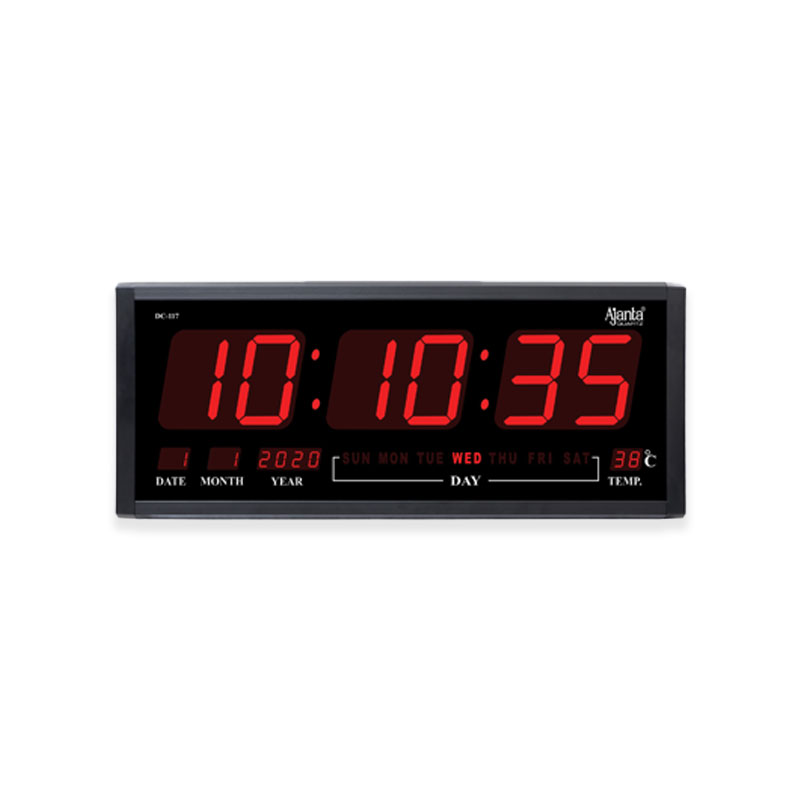 DC-117
Ajanta®
QUARTZ
10:10:35
1 1 2020 SUN MON TUE WED THU FRI SAT 38°C
DATE MONTH YEAR DAY TEMP.